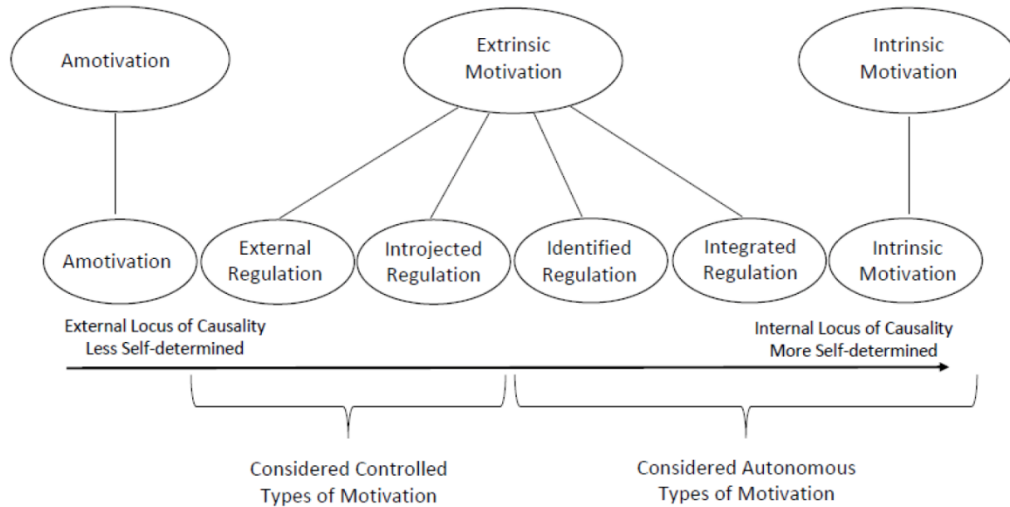 Amotivation
Extrinsic
Motivation
Intrinsic
Motivation
Amotivation
External
Regulation
Introjected
Regulation
Identified
Regulation
Integrated
Regulation
Intrinsic
Motivation
External Locus of Causality
Less Self-determined
Internal Locus of Causality
More Self-determined
Considered Controlled
Types of Motivation
Considered Autonomous
Types of Motivation